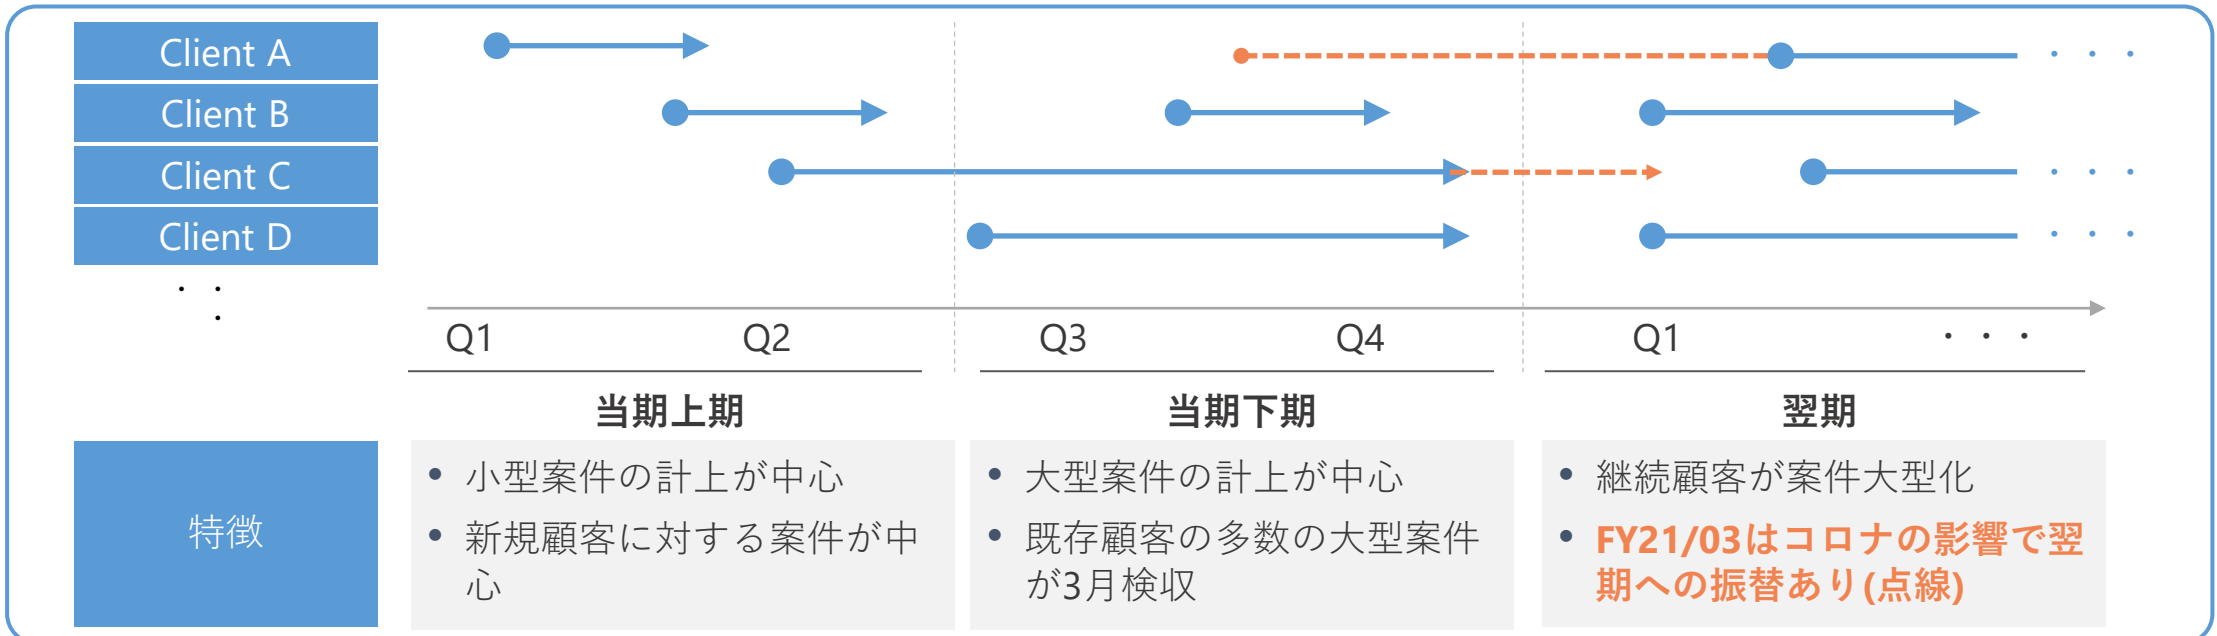 Client A
Client B
Client C
Client D
Q1
Q2
Q3
Q4
Q1
・・・
当期上期
当期下期
翌期
特徴
• 小型案件の計上が中心
• 新規顧客に対する案件が中
心
• 大型案件の計上が中心
• 既存顧客の多数の大型案件
が3月検収
• 継続顧客が案件大型化
• FY21/03はコロナの影響で翌
期への振替あり(点線)